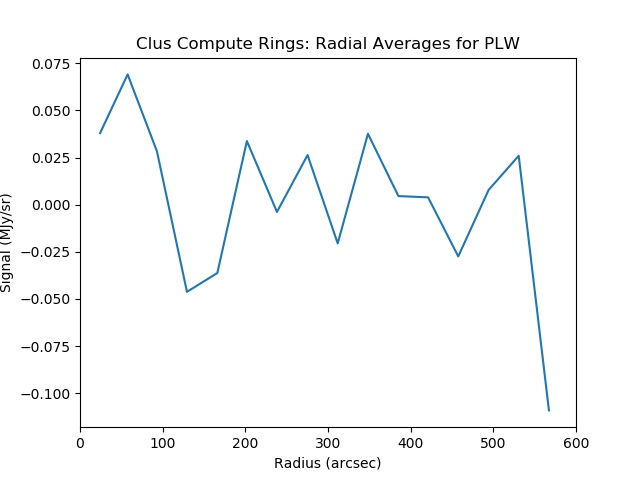 Clus Compute Rings: Radial Averages for PLW
0.075
0.050
0.025
0.000
−0.025
−0.050
−0.075
−0.100
Signal (MJy/sr)
0 100 200 300 400 500 600
Radius (arcsec)